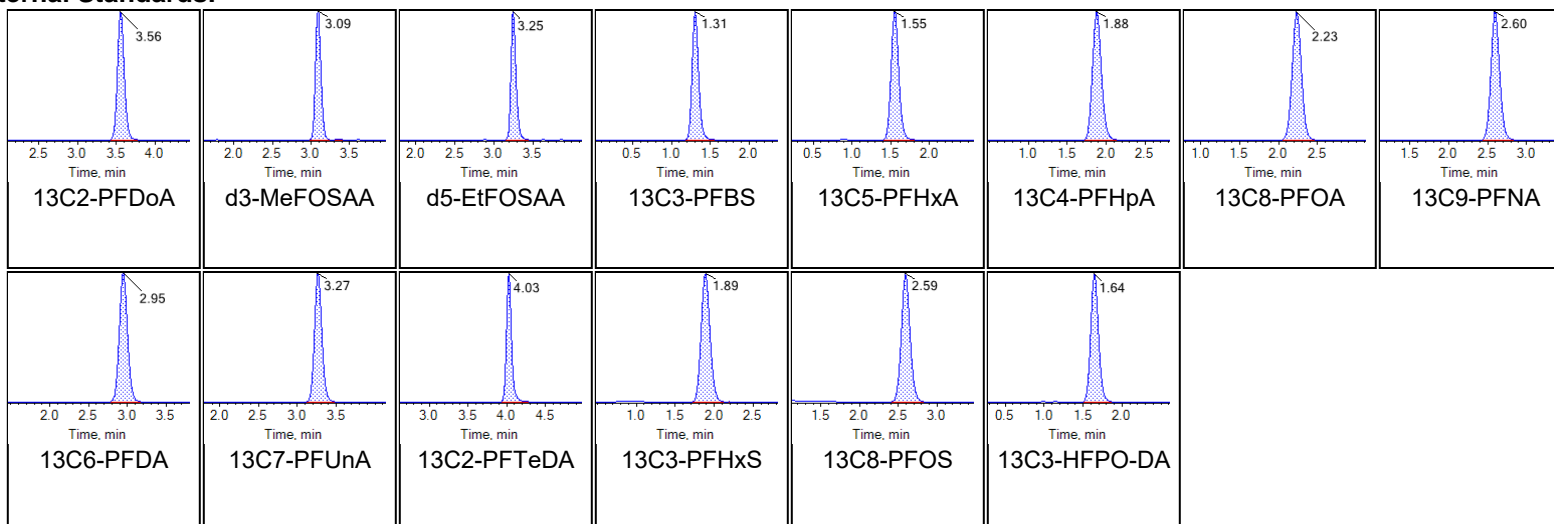 ternal Standards:
3.56 3.09 3.25 1.31 1.55 1.88 2.23 2.60
2.5 3.0 3.5 4.0 2.0 2.5 3.0 3.5 2.0 2.5 3.0 3.5 0.5 1.0 1.5 2.0 0.5 1.0 1.5 2.0 1.0 1.5 2.0 2.5 1.0 1.5 2.0 2.5 1.5 2.0 2.5 3.0
Time, min Time, min Time, min Time, min Time, min Time, min Time, min Time, min
13C2-PFDoA d3-MeFOSAA d5-EtFOSAA 13C3-PFBS 13C5-PFHxA 13C4-PFHpA 13C8-PFOA 13C9-PFNA
2.95 3.27 4.03 1.89 2.59 1.64
2.0 2.5 3.0 3.5 2.0 2.5 3.0 3.5 3.0 3.5 4.0 4.5 1.0 1.5 2.0 2.5 1.5 2.0 2.5 3.0 0.5 1.0 1.5 2.0
Time, min Time, min Time, min Time, min Time, min Time, min
13C6-PFDA 13C7-PFUnA 13C2-PFTeDA 13C3-PFHxS 13C8-PFOS 13C3-HFPO-DA